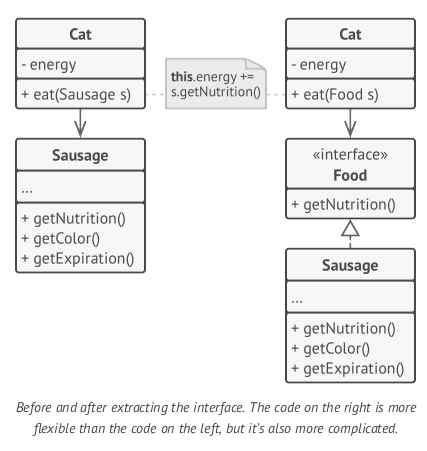 Cat
- energy
+ eat(Sausage s)
Sausage
...
+ getNutrition()
+ getColor()
+ getExpiration()
this.energy +=
s.getNutrition()
Cat
- energy
+ eat(Food s)
«interface»
Food
+ getNutrition()
Sausage
...
+ getNutrition()
+ getColor()
+ getExpiration()
Before and after extracting the interface. The code on the right is more
flexible than the code on the left, but it's also more complicated.